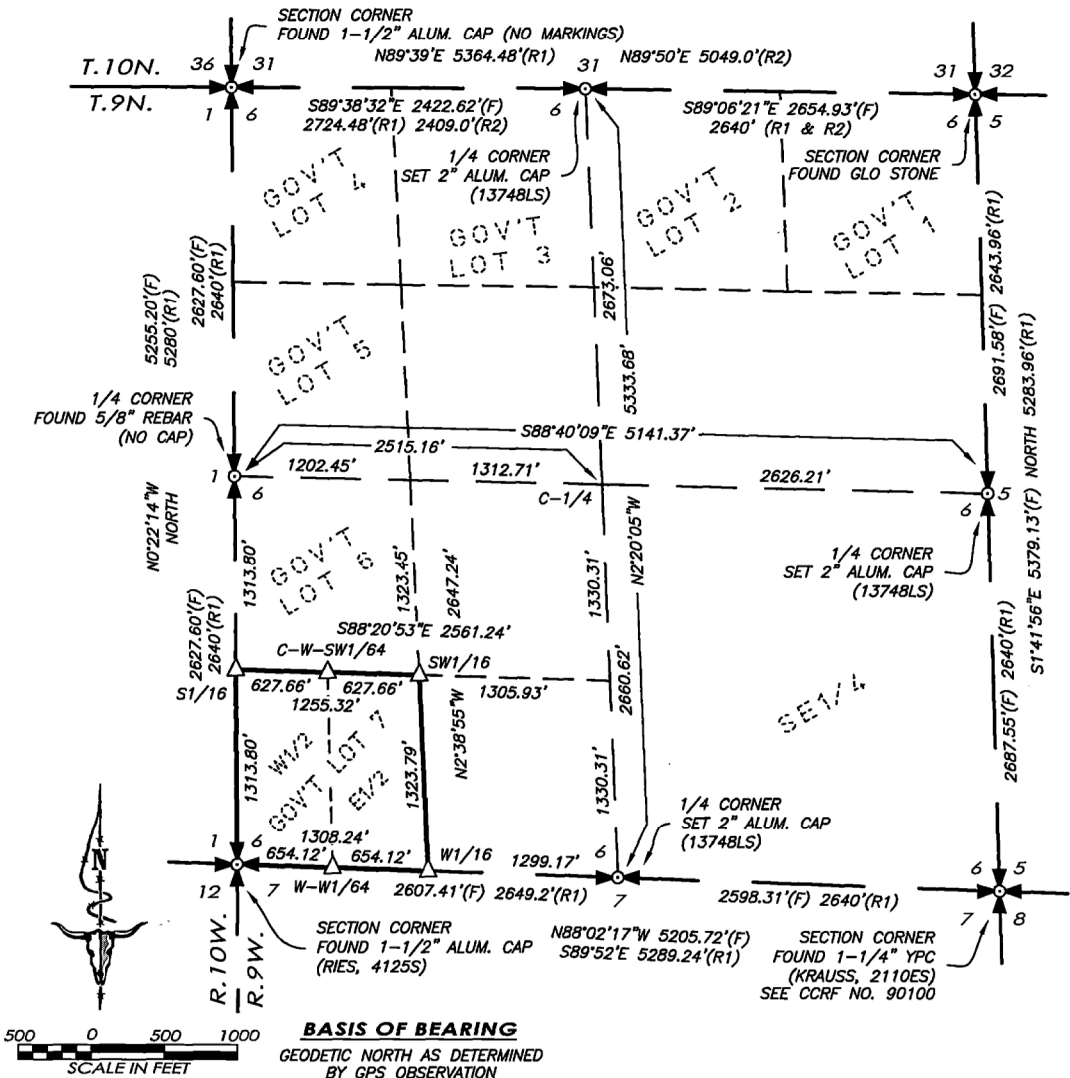 SECTION CORNER
FOUND 1-1/2" ALUM. CAP (NO MARKINGS)
N89°39'E 5364.48'(R1)
N89°50'E 5049.0'(R2)
T.10N.
36
31
31
31
32
T.9N.
1
6
6
6
5
S89°38'32"E 2422.62'(F)
2724.48'(R1) 2409.0'(R2)
S89°06'21"E 2654.93'(F)
2640' (R1 & R2)
1/4 CORNER
SET 2" ALUM. CAP
(13748LS)
SECTION CORNER
FOUND GLO STONE
GOV'T
LOT 4
GOV'T
LOT 3
GOV'T
LOT 2
GOV'T
LOT 1
2627.60'(F)
2640'(R1)
5255.20'(F)
5280'(R1)
2673.06'
5333.68'
2643.96'(R1)
2691.58'(F)
GOV'T
LOT 5
1/4 CORNER
FOUND 5/8" REBAR
(NO CAP)
S88°40'09"E 5141.37'
2515.16'
1202.45'
1312.71'
2626.21'
1
6
C-1/4
6
5
S1°41'56"E 5379.13'(F) NORTH 5283.96'(R1)
N0°22'14"W
NORTH
GOV'T
LOT 6
1313.80'
1323.45'
2647.24'
1330.31'
N2°20'05"W
1/4 CORNER
SET 2" ALUM. CAP
(13748LS)
2627.60'(F)
2640'(R1)
S88°20'53"E 2561.24'
C-W-SW1/64
S1/16
SW1/16
627.66'
627.66'
1305.93'
1255.32'
2660.62'
SE1/4
2687.55'(F) 2640'(R1)
1313.80'
W1/2
GOV'T LOT 7
E1/2
1323.79'
N2°38'55"W
1330.31'
1/4 CORNER
SET 2" ALUM. CAP
(13748LS)
1308.24'
1
6
654.12'
654.12'
W1/16
1299.17'
6
6
5
12
7
W-W1/64
2607.41'(F) 2649.2'(R1)
7
2598.31'(F) 2640'(R1)
7
8
N
R.10W.
R.9W.
SECTION CORNER
FOUND 1-1/2" ALUM. CAP
(RIES, 4125S)
N88°02'17"W 5205.72'(F)
S89°52'E 5289.24'(R1)
SECTION CORNER
FOUND 1-1/4" YPC
(KRAUSS, 2110ES)
SEE CCRF NO. 90100
500 0 500 1000
SCALE IN FEET
BASIS OF BEARING
GEODETIC NORTH AS DETERMINED
BY GPS OBSERVATION